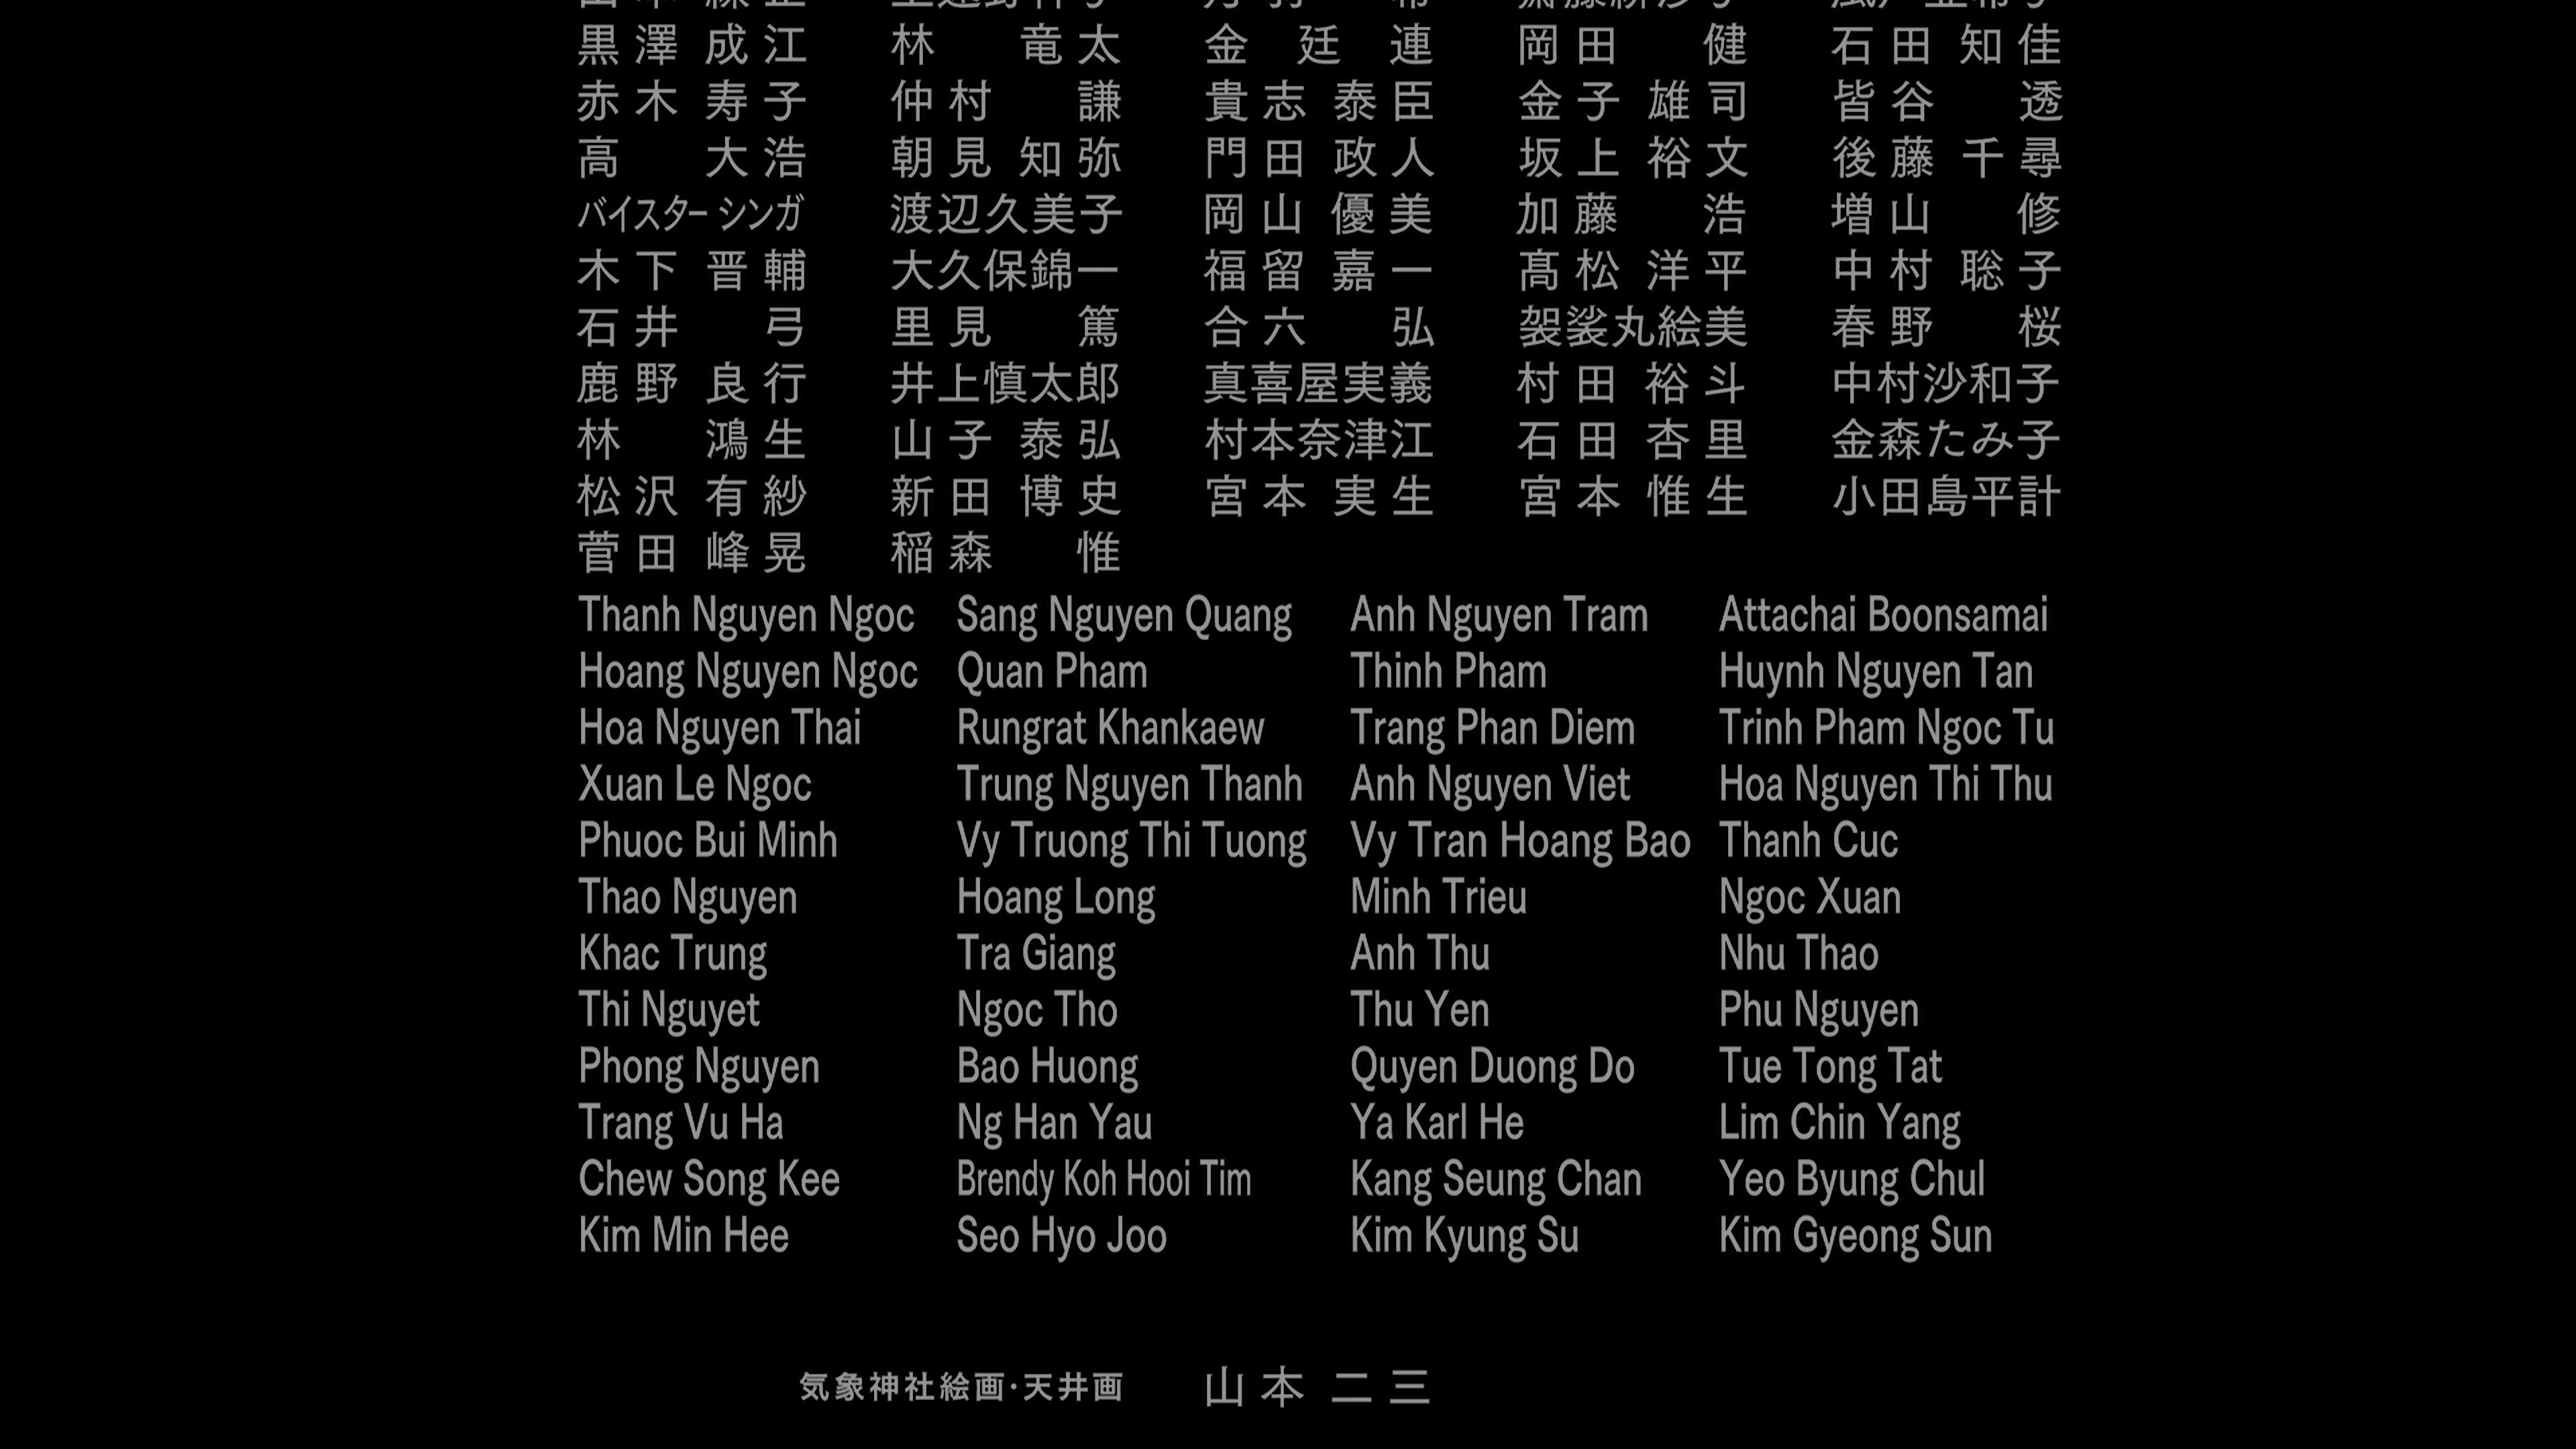 黒澤成江 林竜太 金廷連 岡田健 石田知佳
赤木寿子 仲村謙 貴志泰臣 金子雄司 皆谷透
高大浩 朝見知弥 門田政人 坂上裕文 後藤千尋
バイスター シンガ 渡辺久美子 岡山優美 加藤浩 増山修
木下晋輔 大久保錦一 福留嘉一 髙松洋平 中村聡子
石井弓 里見篤 合六弘 袈裟丸絵美 春野桜
鹿野良行 井上慎太郎 真喜屋実義 村田裕斗 中村沙和子
林鴻生 山子泰弘 村本奈津江 石田杏里 金森たみ子
松沢有紗 新田博史 宮本実生 宮本惟生 小田島平計
菅田峰晃 稲森惟
Thanh Nguyen Ngoc Sang Nguyen Quang Anh Nguyen Tram Attachai Boonsamai
Hoang Nguyen Ngoc Quan Pham Thinh Pham Huynh Nguyen Tan
Hoa Nguyen Thai Rungrat Khankaew Trang Phan Diem Trinh Pham Ngoc Tu
Xuan Le Ngoc Trung Nguyen Thanh Anh Nguyen Viet Hoa Nguyen Thi Thu
Phuoc Bui Minh Vy Truong Thi Tuong Vy Tran Hoang Bao Thanh Cuc
Thao Nguyen Hoang Long Minh Trieu Ngoc Xuan
Khac Trung Tra Giang Anh Thu Nhu Thao
Thi Nguyet Ngoc Tho Thu Yen Phu Nguyen
Phong Nguyen Bao Huong Quyen Duong Do Tue Tong Tat
Trang Vu Ha Ng Han Yau Ya Karl He Lim Chin Yang
Chew Song Kee Brendy Koh Hooi Tim Kang Seung Chan Yeo Byung Chul
Kim Min Hee Seo Hyo Joo Kim Kyung Su Kim Gyeong Sun
気象神社絵画・天井画 山本二三